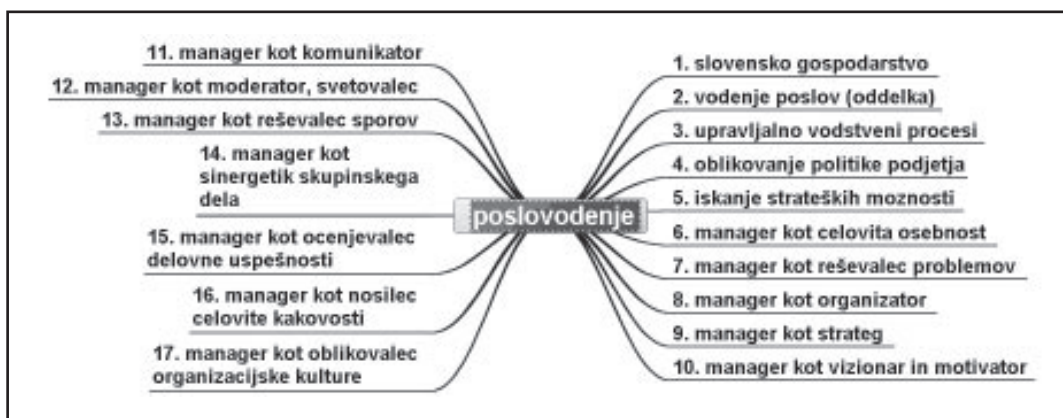 11. manager kot komunikator
12. manager kot moderator, svetovalec
13. manager kot reševalec sporov
14. manager kot
sinergetik skupinskega
dela
15. manager kot ocenjevalec
delovne uspešnosti
16. manager kot nosilec
celovite kakovosti
17. manager kot oblikovalec
organizacijske kulture
poslovodenje
1. slovensko gospodarstvo
2. vodenje poslov (oddelka)
3. upravljalno vodstveni procesi
4. oblikovanje politike podjetja
5. iskanje strateških moznosti
6. manager kot celovita osebnost
7. manager kot reševalec problemov
8. manager kot organizator
9. manager kot strateg
10. manager kot vizionar in motivator